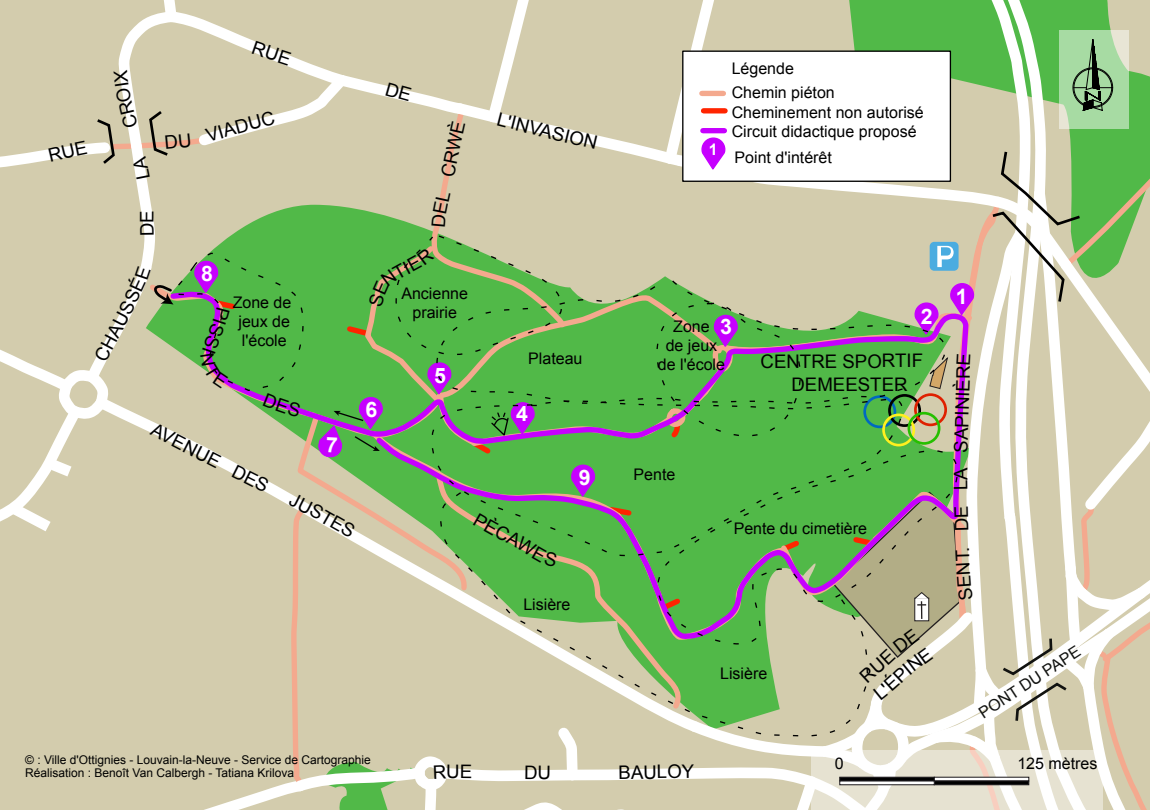 RUE DE L'INVASION
CHAUSSÉE DE LA CROIX
RUE DU VIADUC
Légende
Chemin piéton
Cheminement non autorisé
Circuit didactique proposé
1
Point d'intérêt
N
SENTIER DEL CRWÈ
P
8
Zone de
jeux de
l'école
Ancienne
prairie
Plateau
Zone
de jeux
de l'école
3
2
1
CENTRE SPORTIF
DEMEESTER
5
6
7
4
9
PISSINTE DES PÈCAWES
Pente
Pente du cimetière
SENT. DE LA SAPINIÈRE
AVENUE DES JUSTES
Lisière
Lisière
RUE DE
L'ÉPINE
PONT DU PAPE
© : Ville d'Ottignies - Louvain-la-Neuve - Service de Cartographie
Réalisation : Benoît Van Calbergh - Tatiana Krilova
RUE DU BAULOY
0 125 mètres